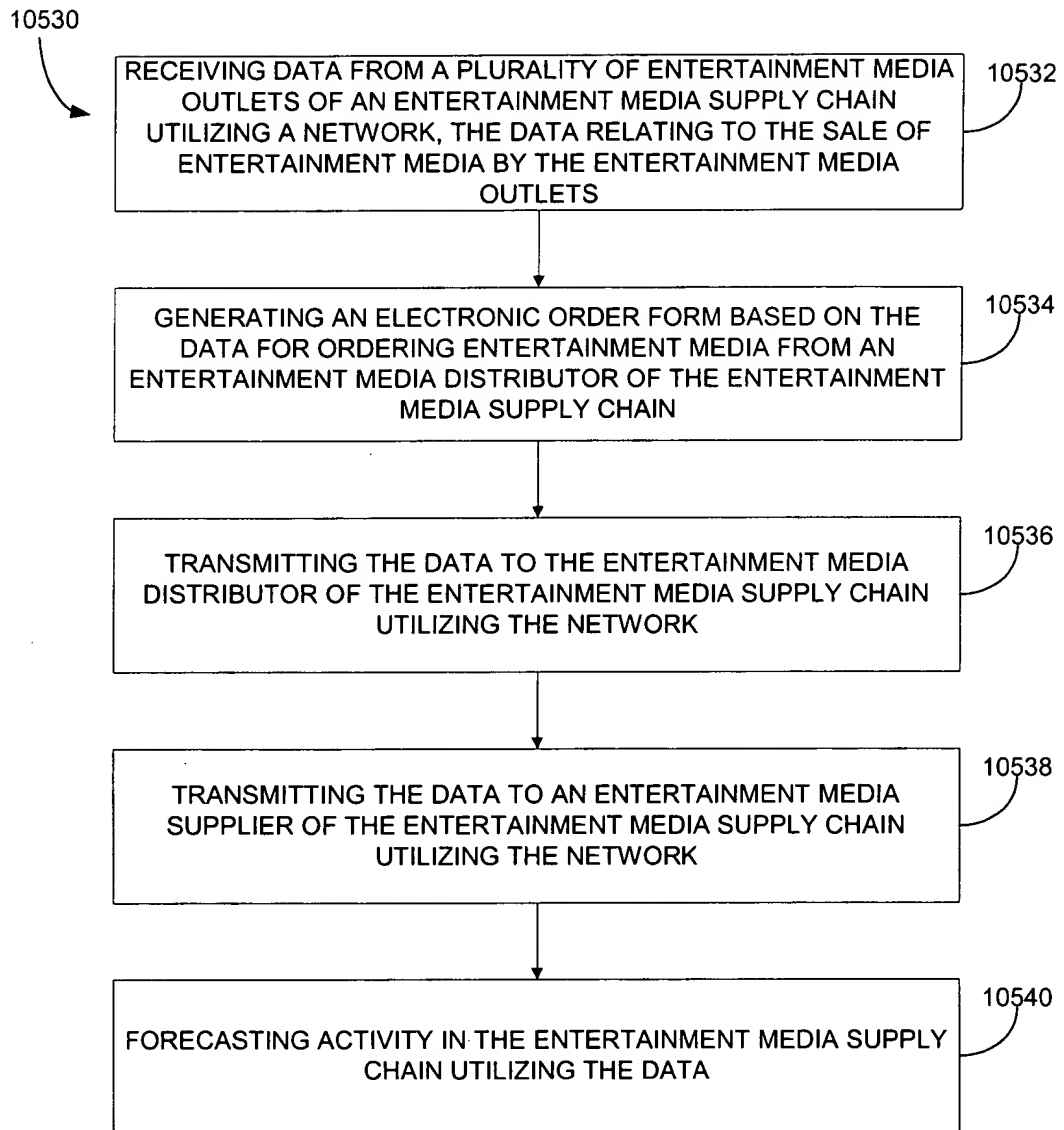 10530
RECEIVING DATA FROM A PLURALITY OF ENTERTAINMENT MEDIA
OUTLETS OF AN ENTERTAINMENT MEDIA SUPPLY CHAIN
UTILIZING A NETWORK, THE DATA RELATING TO THE SALE OF
ENTERTAINMENT MEDIA BY THE ENTERTAINMENT MEDIA
OUTLETS
10532
GENERATING AN ELECTRONIC ORDER FORM BASED ON THE
DATA FOR ORDERING ENTERTAINMENT MEDIA FROM AN
ENTERTAINMENT MEDIA DISTRIBUTOR OF THE ENTERTAINMENT
MEDIA SUPPLY CHAIN
10534
TRANSMITTING THE DATA TO THE ENTERTAINMENT MEDIA
DISTRIBUTOR OF THE ENTERTAINMENT MEDIA SUPPLY CHAIN
UTILIZING THE NETWORK
10536
TRANSMITTING THE DATA TO AN ENTERTAINMENT MEDIA
SUPPLIER OF THE ENTERTAINMENT MEDIA SUPPLY CHAIN
UTILIZING THE NETWORK
10538
FORECASTING ACTIVITY IN THE ENTERTAINMENT MEDIA SUPPLY
CHAIN UTILIZING THE DATA
10540